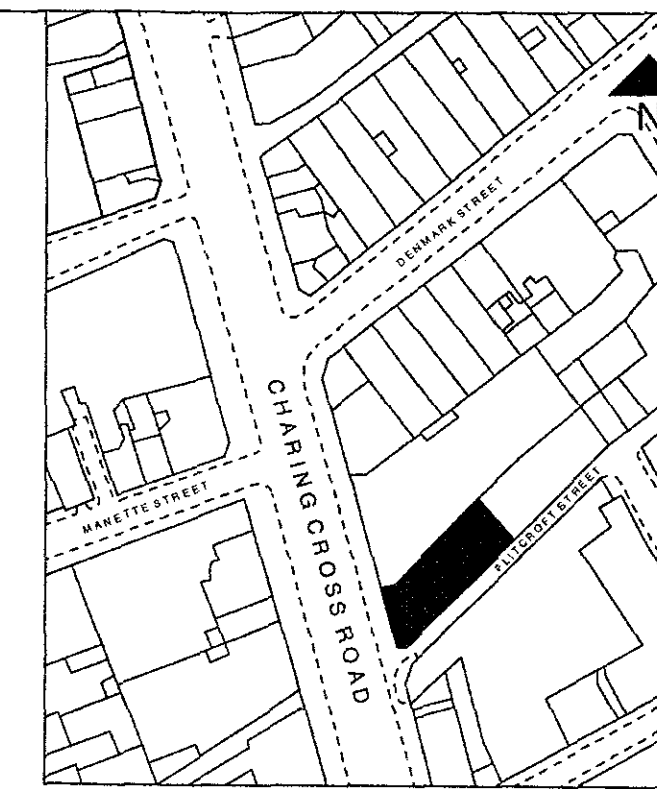 N
DENMARK STREET
CHARING CROSS ROAD
MANETTE STREET
FLITCROFT STREET